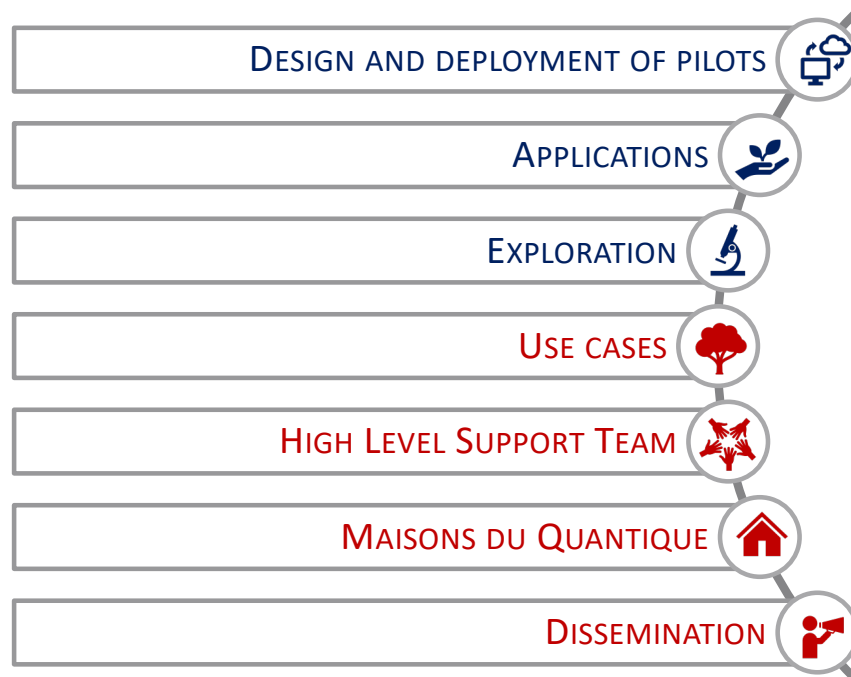 Design and deployment of pilots
Applications
Exploration
Use cases
High Level Support Team
Maisons du Quantique
Dissemination